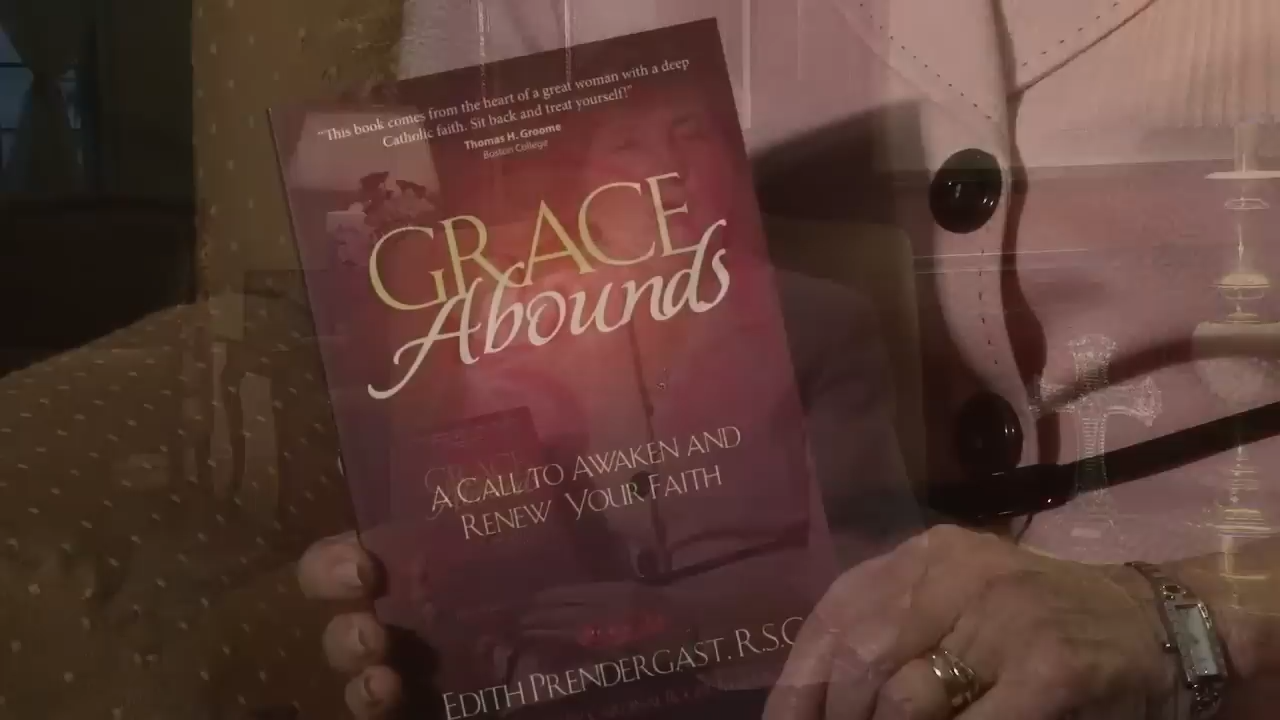 "This book comes from the heart of a great woman with a deep
Catholic faith. Sit back and treat yourself!"
Thomas H. Groome
Boston College
GRACE
Abounds
A CALL TO AWAKEN AND
RENEW YOUR FAITH
EDITH PRENDERGAST, R.S.C